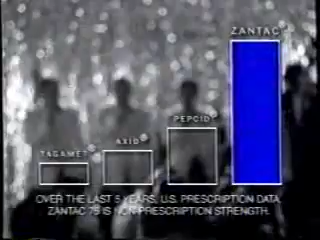 ZANTAC®
PEPCID®
AXID®
TAGAMET®
OVER THE LAST 5 YEARS, U.S. PRESCRIPTION DATA.
ZANTAC 75 IS NON-PRESCRIPTION STRENGTH.